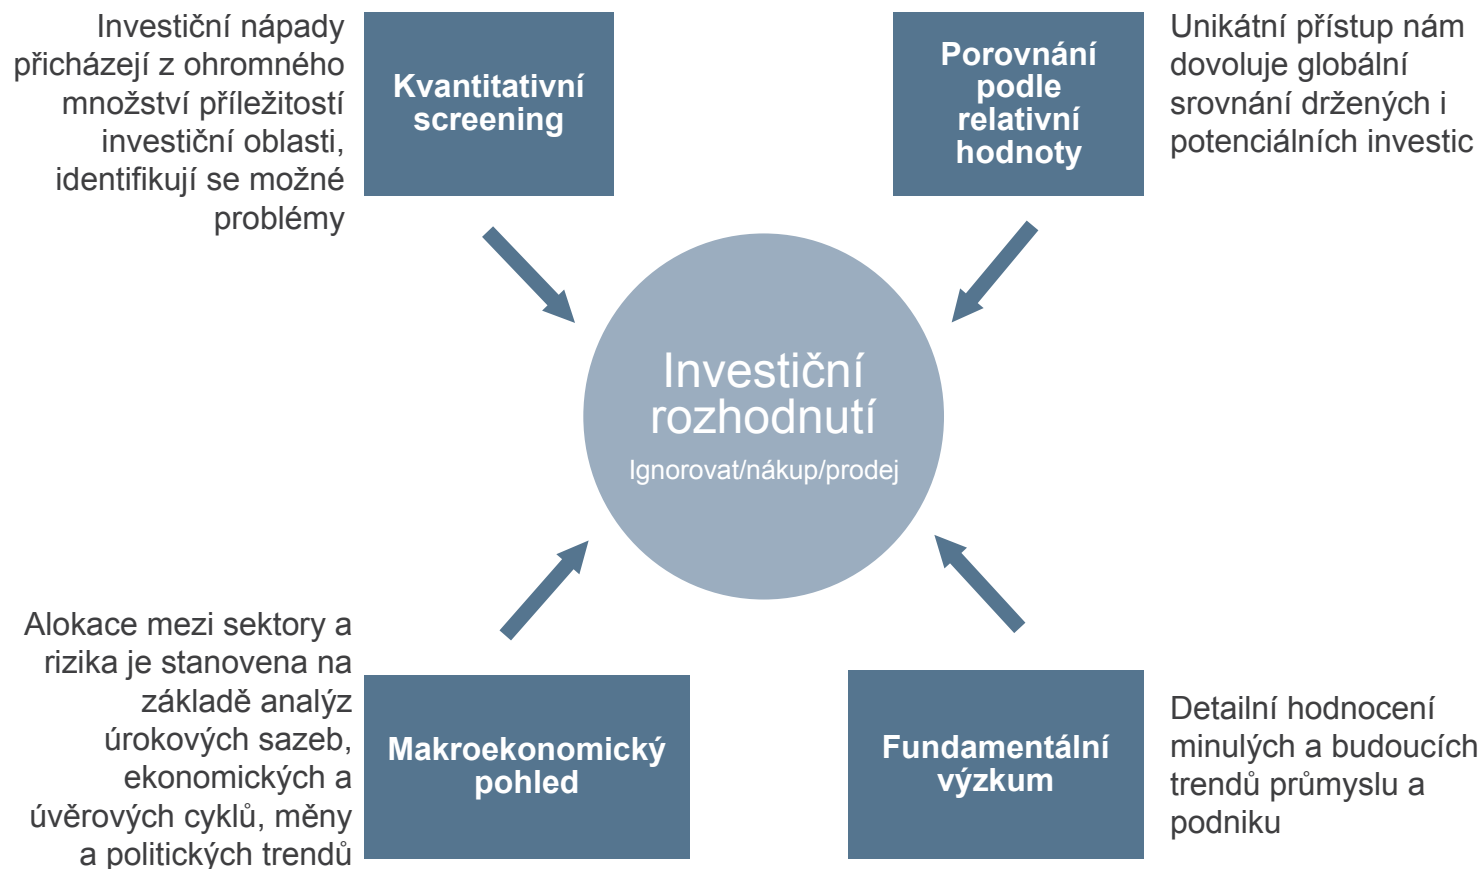 Investiční nápady
přicházejí z ohromného
množství příležitostí
investiční oblasti,
identifikují se možné
problémy
Kvantitativní
screening
Porovnání
podle
relativní
hodnoty
Unikátní přístup nám
dovoluje globální
srovnání držených i
potenciálních investic
Investiční
rozhodnutí
Ignorovat/nákup/prodej
Alokace mezi sektory a
rizika je stanovena na
základě analýz
úrokových sazeb,
ekonomických a
úvěrových cyklů, měny
a politických trendů
Makroekonomický
pohled
Fundamentální
výzkum
Detailní hodnocení
minulých a budoucích
trendů průmyslu a
podniku